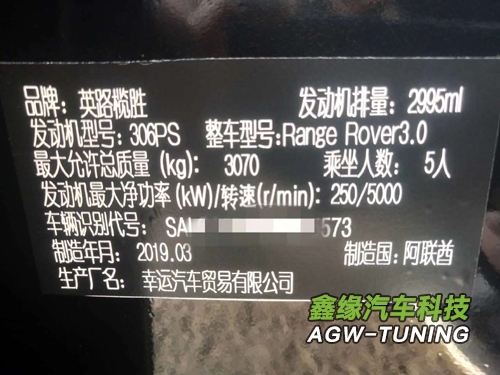 品牌: 英路揽胜 发动机排量: 2995ml
发动机型号: 306PS 整车型号: Range Rover3.0
最大允许总质量 (kg): 3070 乘坐人数: 5人
发动机最大净功率(kW)/转速(r/min): 250/5000
车辆识别代号: SAL 573
制造年月: 2019.03 制造国: 阿联酋
生产厂名: 幸运汽车贸易有限公司
鑫缘汽车科技
AGW-TUNING